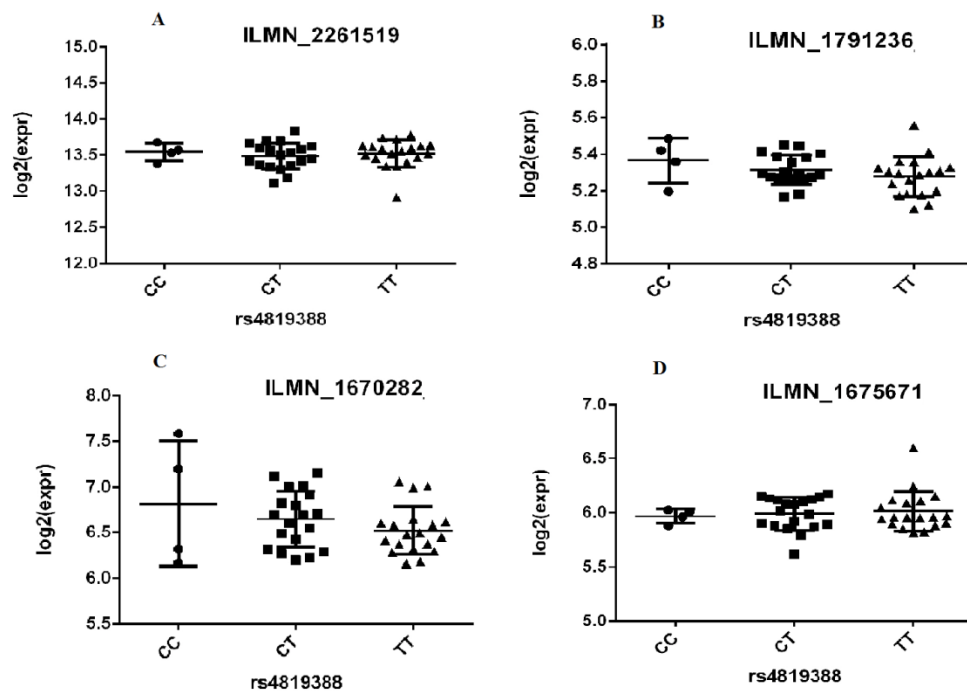 A
ILMN_2261519
15.0
14.5
14.0
13.5
13.0
12.5
12.0
log2(expr)
CC
CT
TT
rs4819388
B
ILMN_1791236
6.0
5.8
5.6
5.4
5.2
5.0
4.8
log2(expr)
CC
CT
TT
rs4819388
C
ILMN_1670282
8.0
7.5
7.0
6.5
6.0
5.5
log2(expr)
CC
CT
TT
rs4819388
D
ILMN_1675671
7.0
6.5
6.0
5.5
5.0
log2(expr)
CC
CT
TT
rs4819388